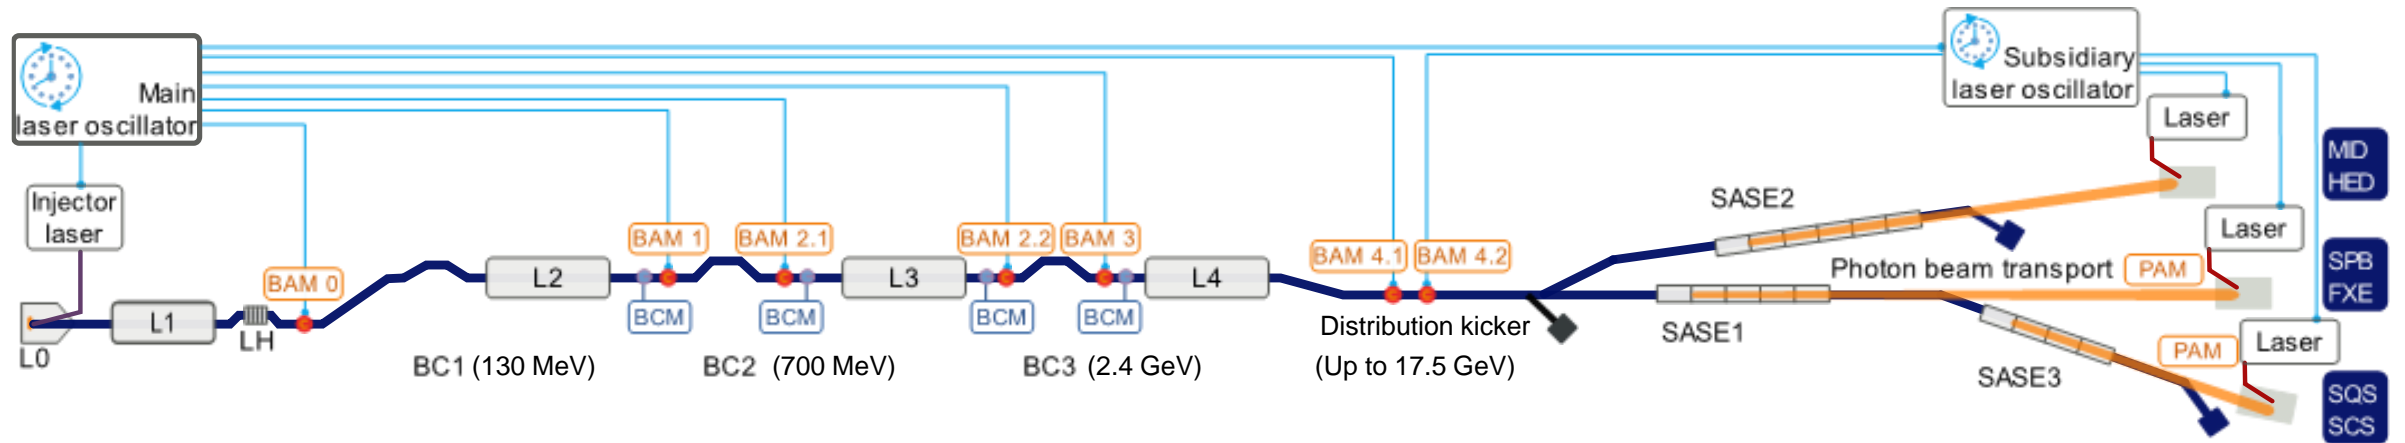 Main
laser oscillator
Subsidiary
laser oscillator
Laser
MID
HED
Injector
laser
SASE2
Laser
BAM 0
BAM 1
BAM 2.1
BAM 2.2
BAM 3
BAM 4.1
BAM 4.2
Photon beam transport
PAM
SPB
FXE
L0
L1
LH
L2
L3
L4
BCM
BCM
BCM
BCM
Distribution kicker
(Up to 17.5 GeV)
SASE1
Laser
PAM
BC1 (130 MeV)
BC2 (700 MeV)
BC3 (2.4 GeV)
SASE3
SQS
SCS